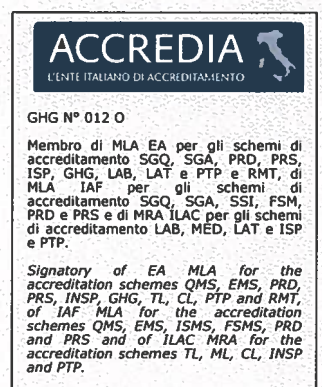 ACCREDIA
L'ENTE ITALIANO DI ACCREDITAMENTO
GHG N° 012 O
Membro di MLA EA per gli schemi di
accreditamento SGQ, SGA, PRD, PRS,
ISP, GHG, LAB, LAT e PTP e RMT, di
MLA IAF per gli schemi di
accreditamento SGQ, SGA, SSI, FSM,
PRD e PRS e di MRA ILAC per gli schemi
di accreditamento LAB, MED, LAT e ISP
e PTP.
Signatory of EA MLA for the
accreditation schemes QMS, EMS, PRD,
PRS, INSP, GHG, TL, CL, PTP and RMT,
of IAF MLA for the accreditation
schemes QMS, EMS, ISMS, FSMS, PRD
and PRS and of ILAC MRA for the
accreditation schemes TL, ML, CL, INSP
and PTP.